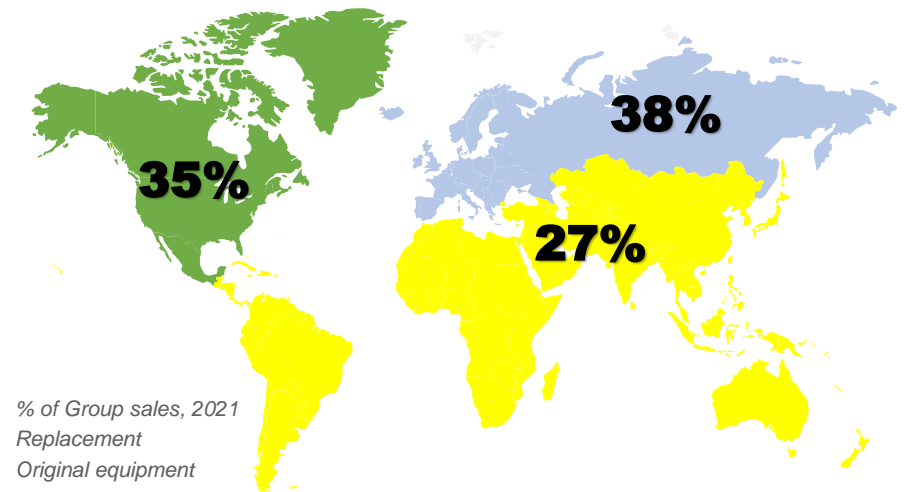 38%
35%
27%
% of Group sales, 2021
Replacement
Original equipment